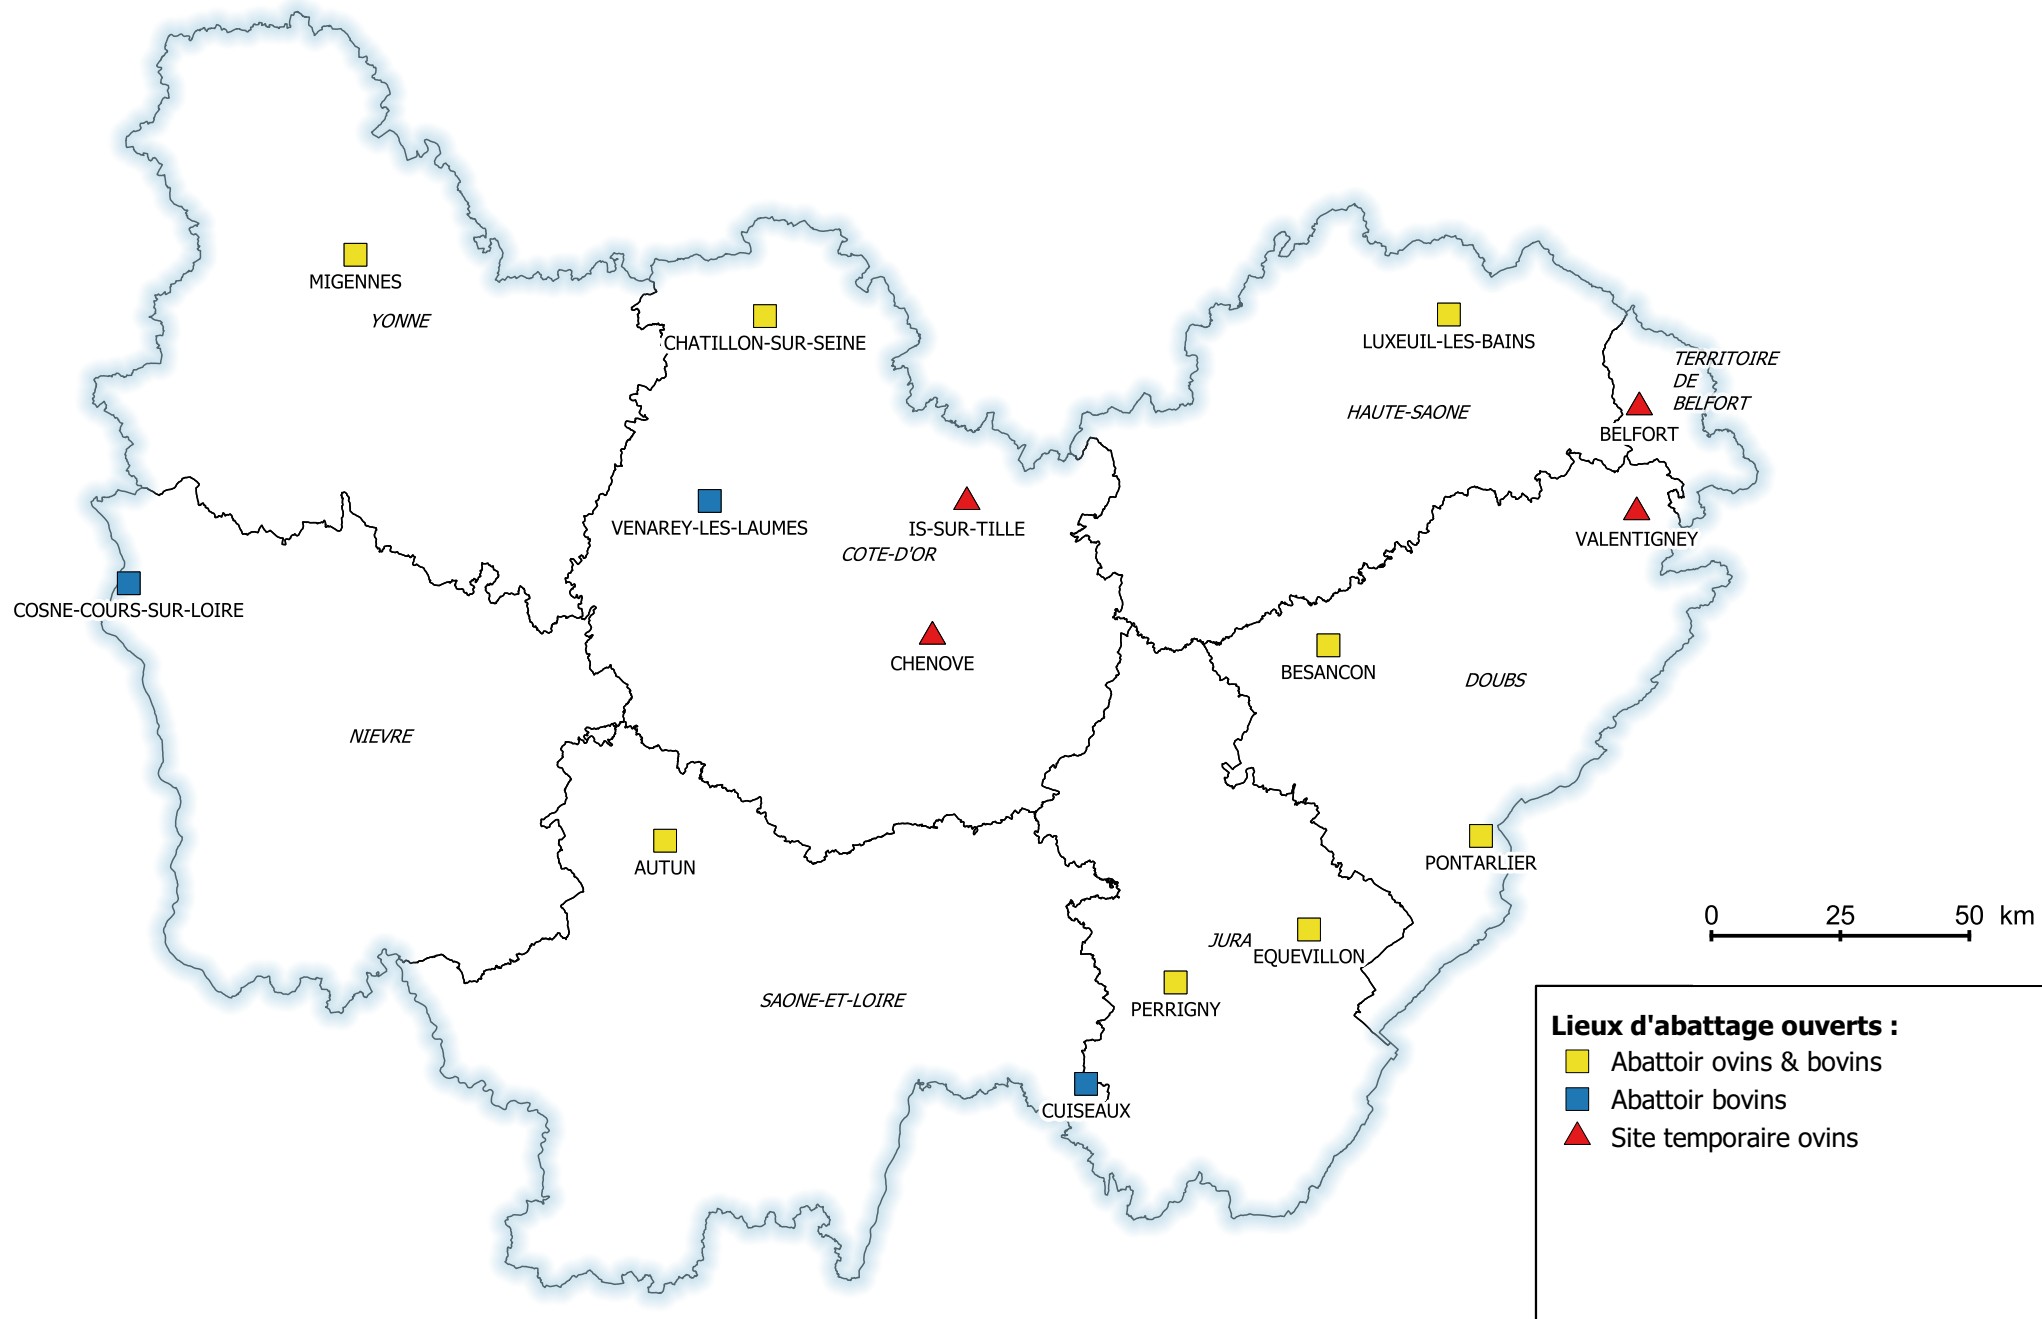 MIGENNES
YONNE
CHATILLON-SUR-SEINE
LUXEUIL-LES-BAINS
TERRITOIRE
DE
BELFORT
HAUTE-SAONE
BELFORT
VENAREY-LES-LAUMES
IS-SUR-TILLE
VALENTIGNEY
COTE-D'OR
COSNE-COURS-SUR-LOIRE
CHENOVE
BESANCON
DOUBS
NIEVRE
AUTUN
PONTARLIER
0 25 50 km
JURA
EQUEVILLON
SAONE-ET-LOIRE
PERRIGNY
CUISEAUX
Lieux d'abattage ouverts :
Abattoir ovins & bovins
Abattoir bovins
Site temporaire ovins